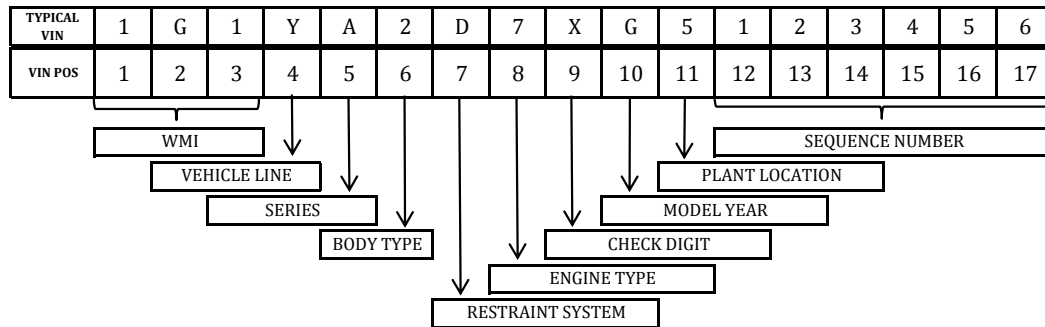 TYPICAL VIN 1 G 1 Y A 2 D 7 X G 5 1 2 3 4 5 6
VIN POS 1 2 3 4 5 6 7 8 9 10 11 12 13 14 15 16 17
WMI SEQUENCE NUMBER
VEHICLE LINE PLANT LOCATION
SERIES MODEL YEAR
BODY TYPE CHECK DIGIT
ENGINE TYPE
RESTRAINT SYSTEM